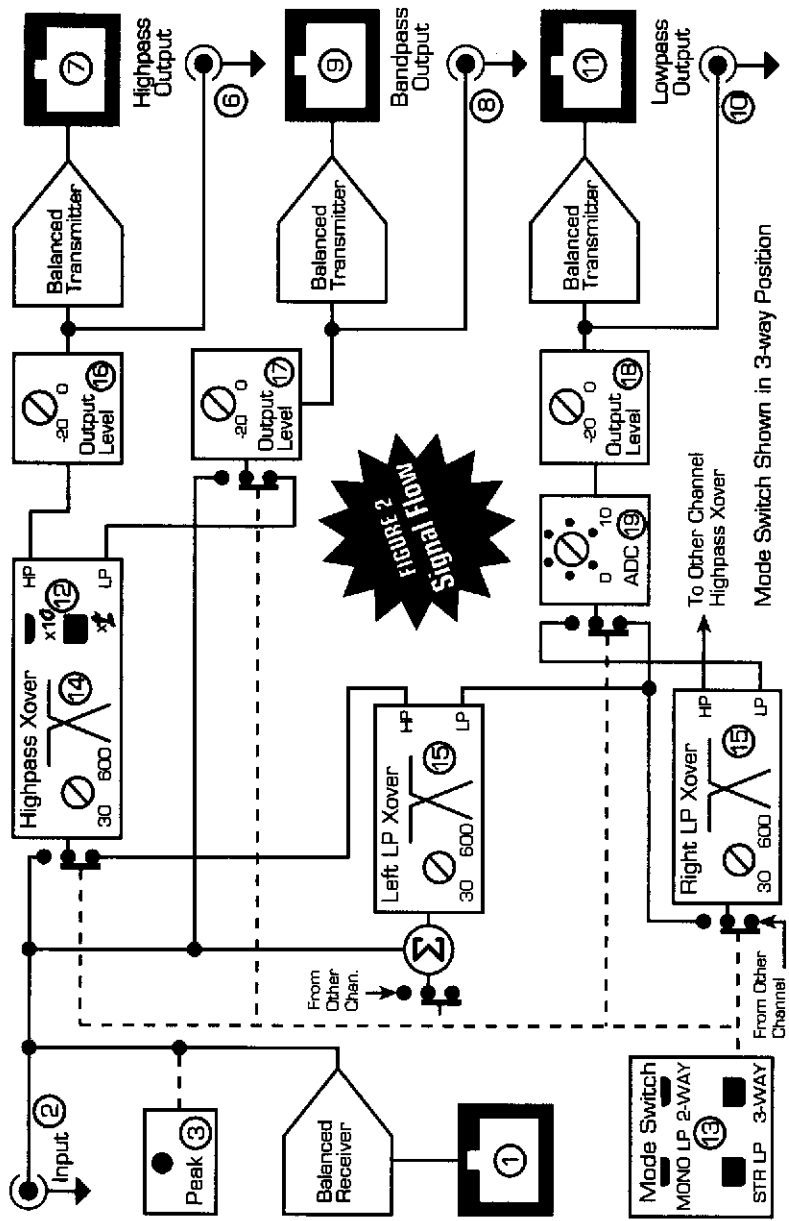 2
Input
Peak 3
Balanced
Receiver
1
Mode Switch
MONO LP 2-WAY
13
STR LP 3-WAY
Highpass Xover
14
12
x10
30 600
HP
LP
From
Other
Chan.
Σ
Left LP Xover
15
30 600
HP
LP
From Other
Channel
Right LP Xover
15
30 600
HP
LP
To Other Channel
Highpass Xover
-20 0
Output
Level 16
-20 0
Output
Level 17
FIGURE 2
Signal Flow
0 10
ADC 19
-20 0
Output
Level 18
Balanced
Transmitter
7
Highpass
Output
6
Balanced
Transmitter
9
Bandpass
Output
8
Balanced
Transmitter
11
Lowpass
Output
10
Mode Switch Shown in 3-way Position